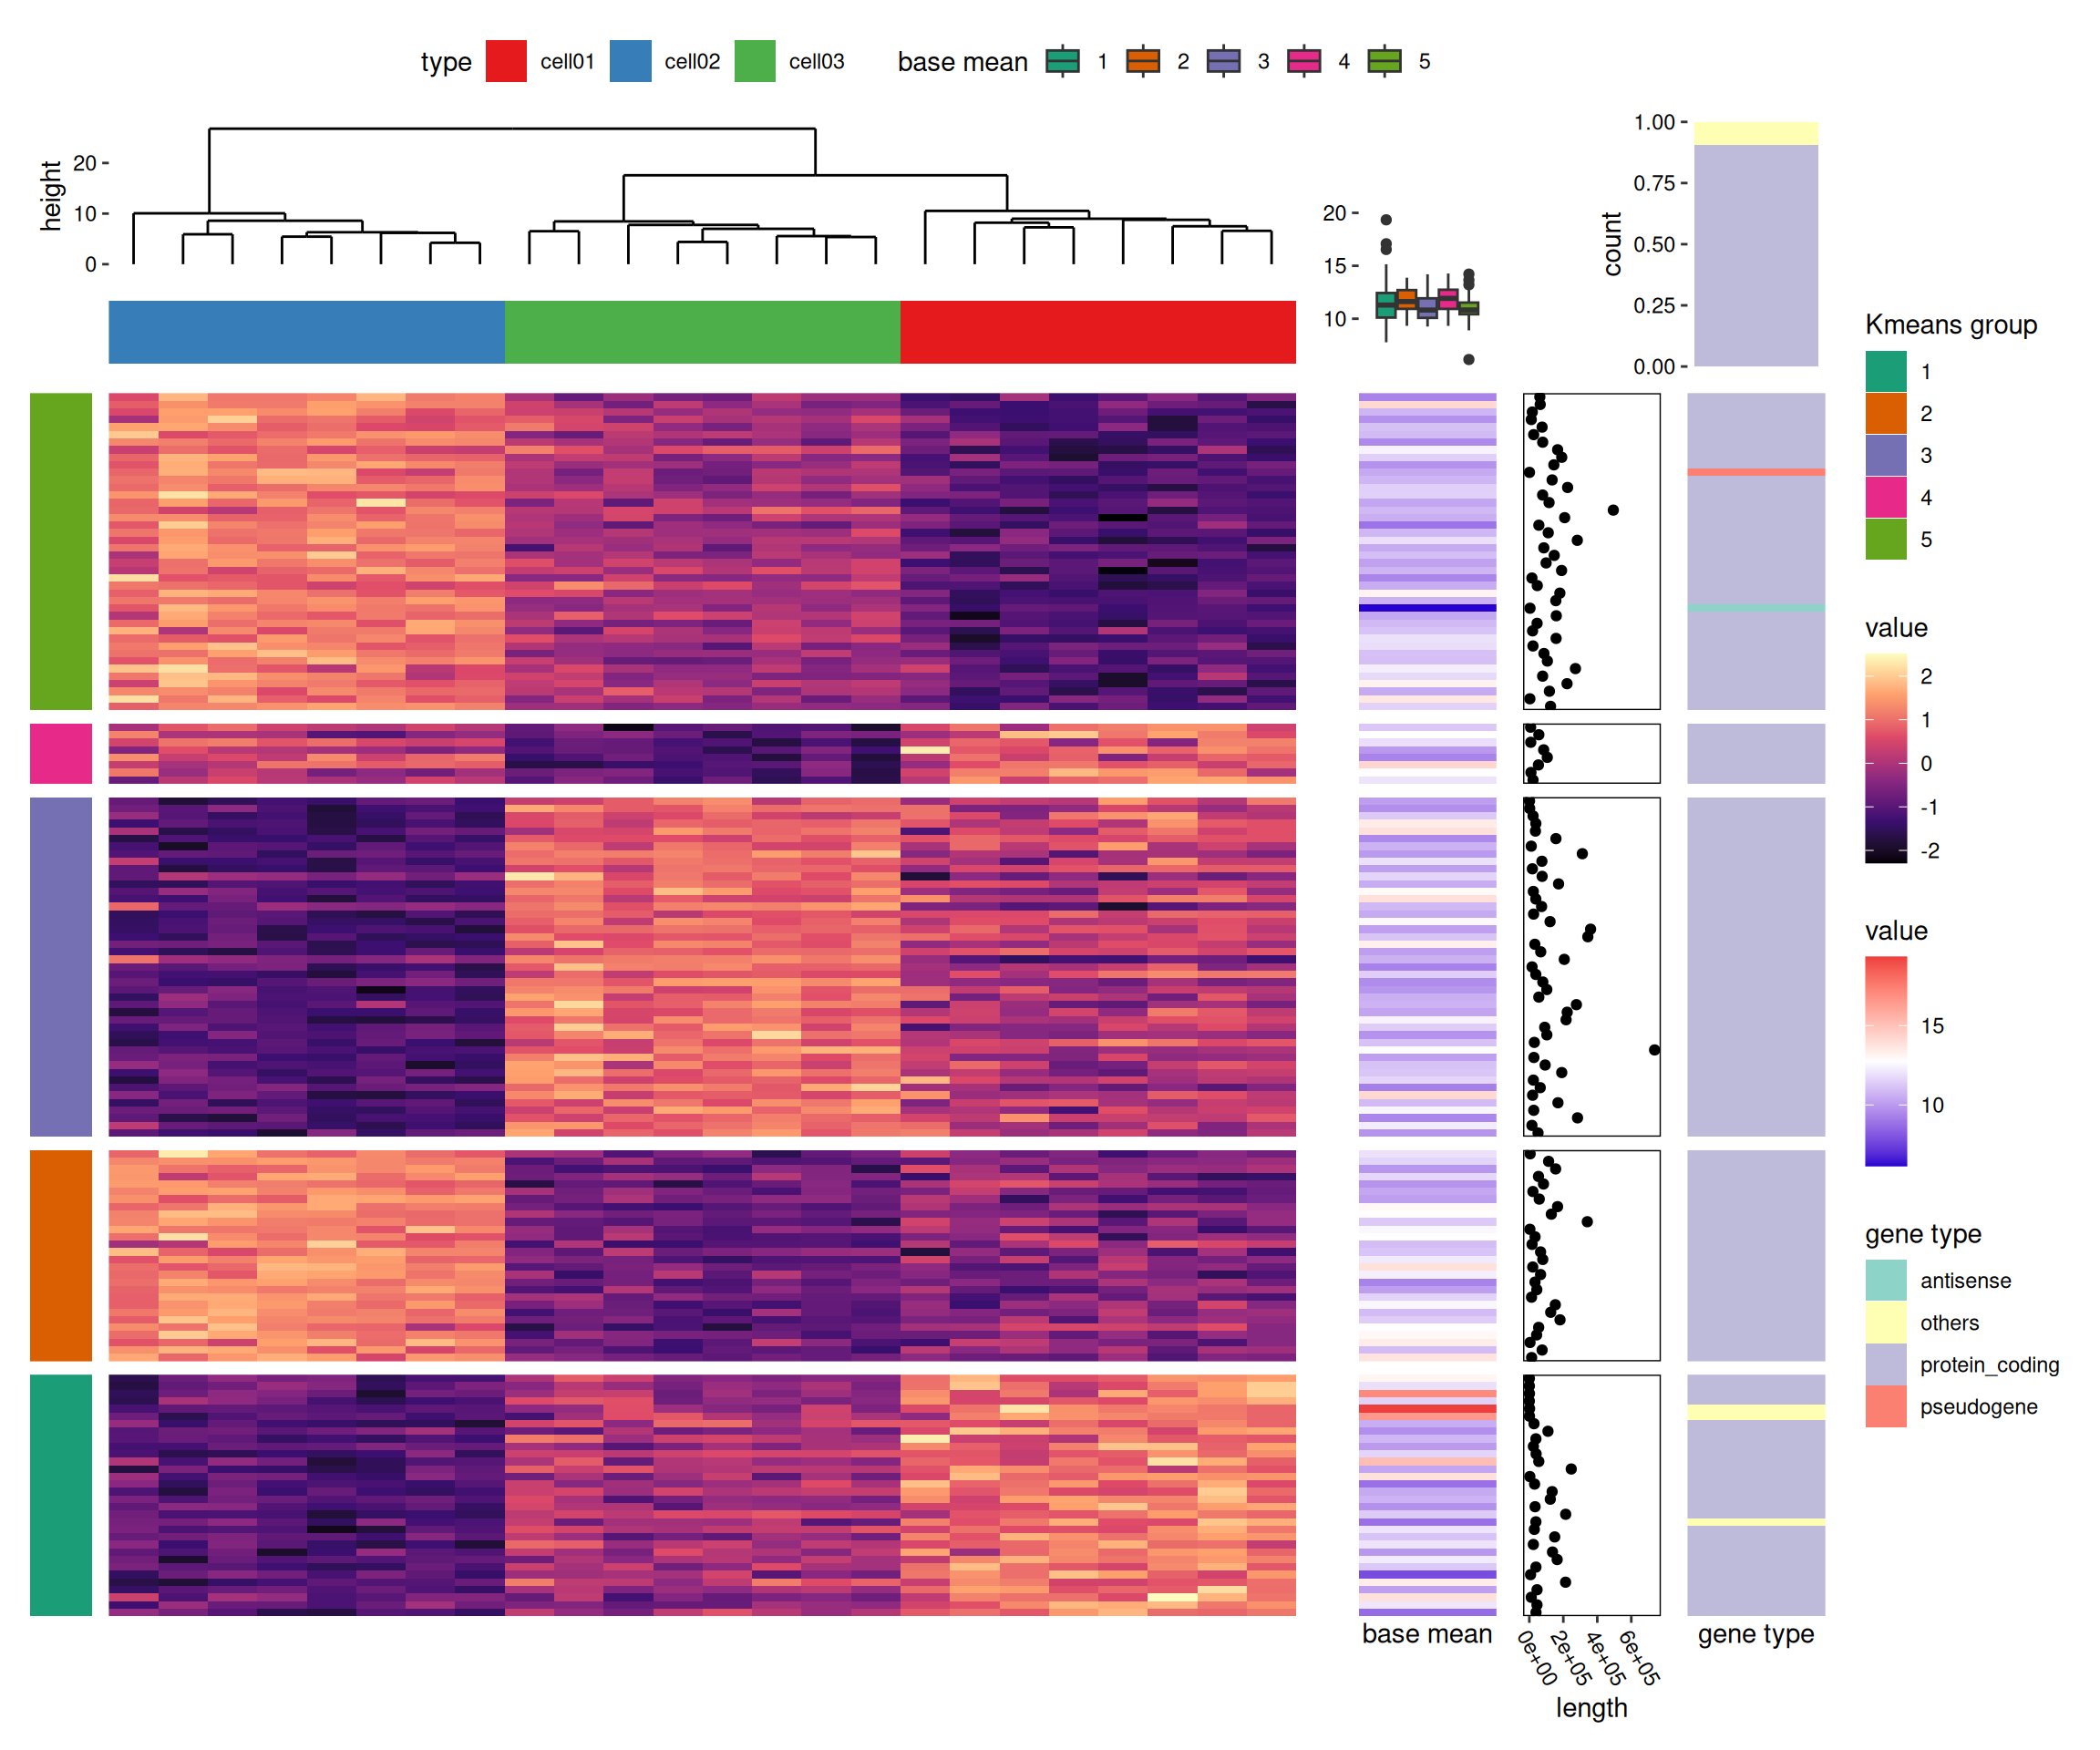 type cell01 cell02 cell03 base mean 1 2 3 4 5
height
20
10
0
20
15
10
count
1.00
0.75
0.50
0.25
0.00
Kmeans group
1
2
3
4
5
value
2
1
0
-1
-2
value
15
10
gene type
antisense
others
protein_coding
pseudogene
base mean
0e+00 2e+05 4e+05 6e+05
length
gene type